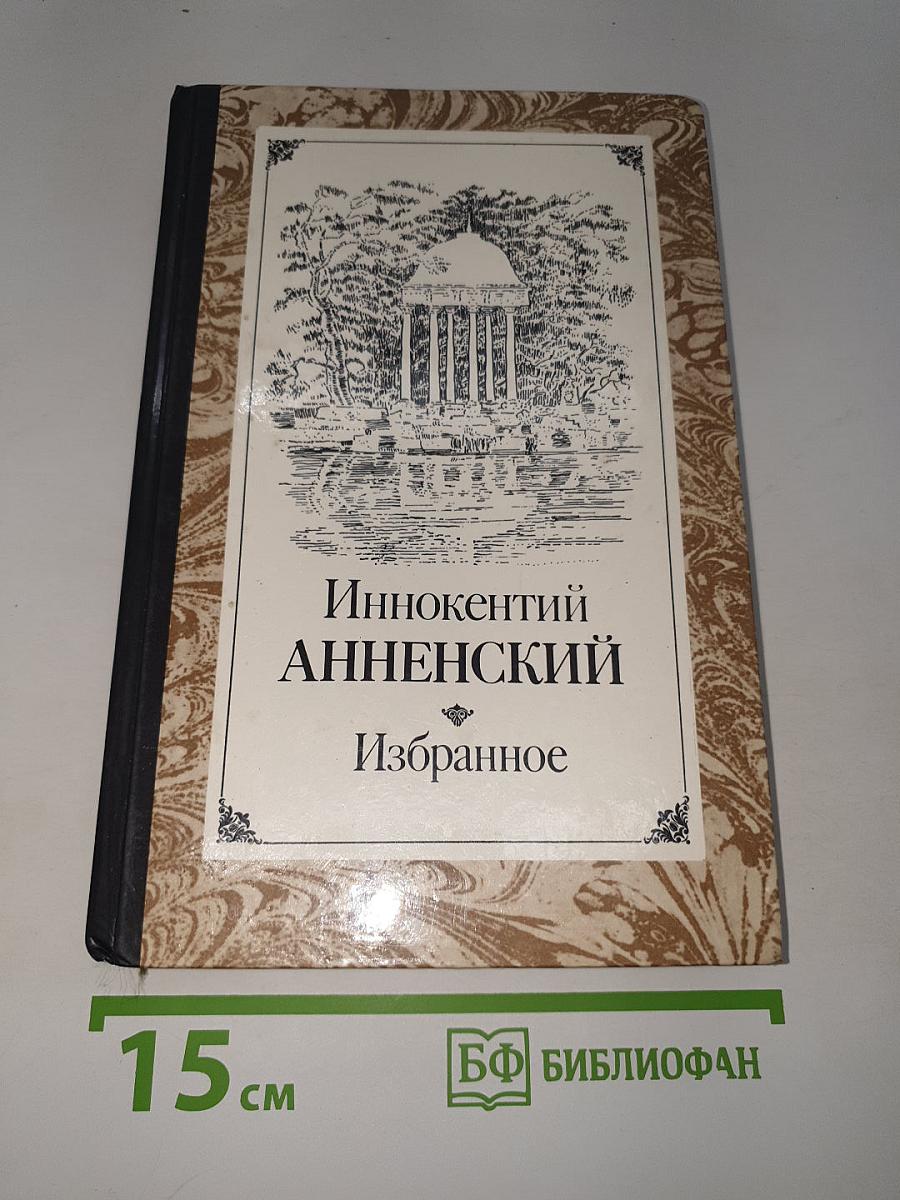 Иннокентий
АННЕНСКИЙ
Избранное
15 см
БФ БИБЛИОФАН